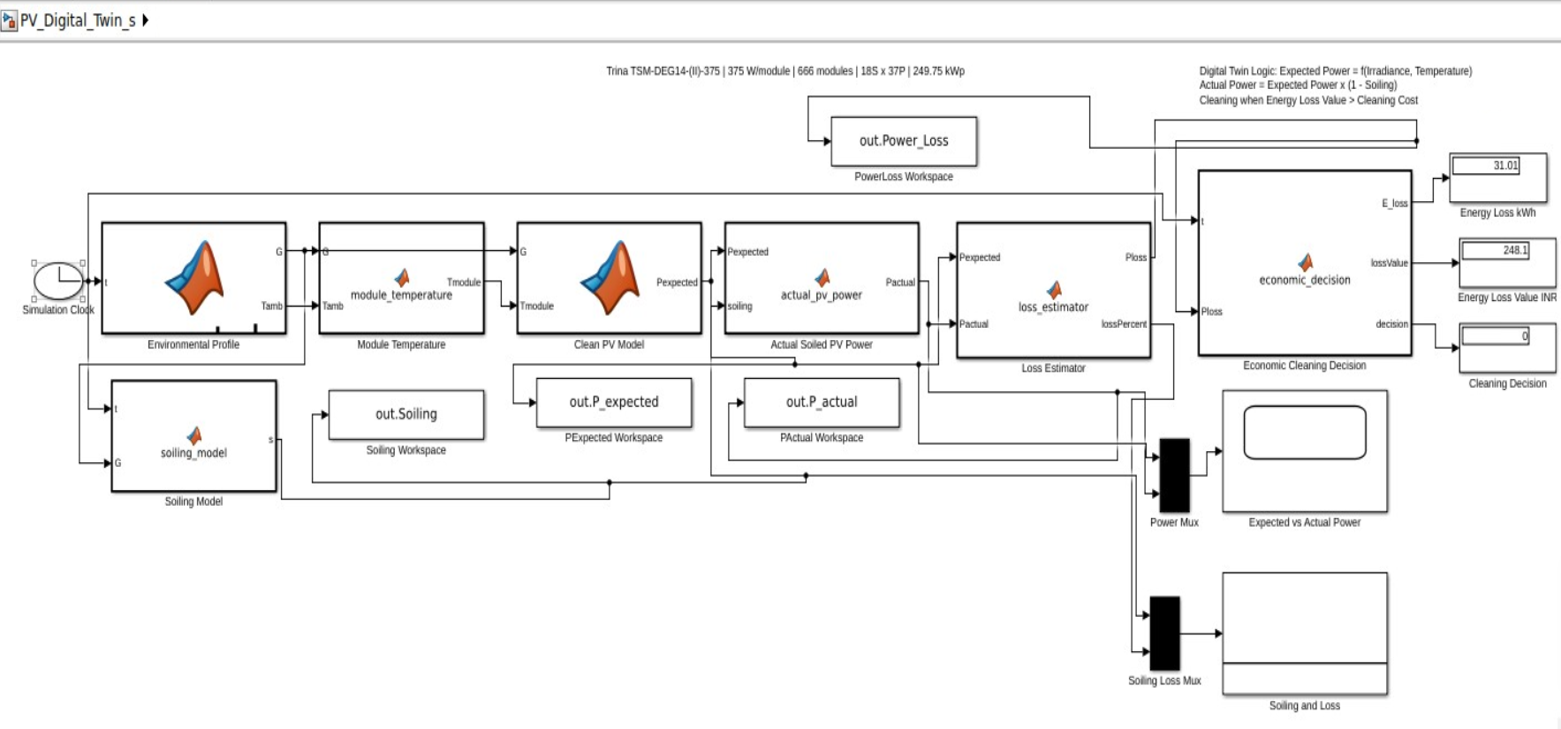 PV_Digital_Twin_s
Trina TSM-DEG14-(II)-375 | 375 W/module | 666 modules | 18S x 37P | 249.75 kWp
Digital Twin Logic: Expected Power = f(Irradiance, Temperature)
Actual Power = Expected Power x (1 - Soiling)
Cleaning when Energy Loss Value > Cleaning Cost
out.Power_Loss
PowerLoss Workspace
Simulation Clock
t
G
Tamb
Environmental Profile
G
Tamb
module_temperature
Tmodule
Module Temperature
G
Tmodule
Pexpected
Clean PV Model
Pexpected
soiling
actual_pv_power
Pactual
Actual Soiled PV Power
Pexpected
Pactual
loss_estimator
Ploss
lossPercent
Loss Estimator
t
Ploss
economic_decision
E_loss
lossValue
decision
Economic Cleaning Decision
31.01
Energy Loss kWh
248.1
Energy Loss Value INR
0
Cleaning Decision
t
G
soiling_model
s
Soiling Model
out.Soiling
Soiling Workspace
out.P_expected
PExpected Workspace
out.P_actual
PActual Workspace
Power Mux
Expected vs Actual Power
Soiling Loss Mux
Soiling and Loss